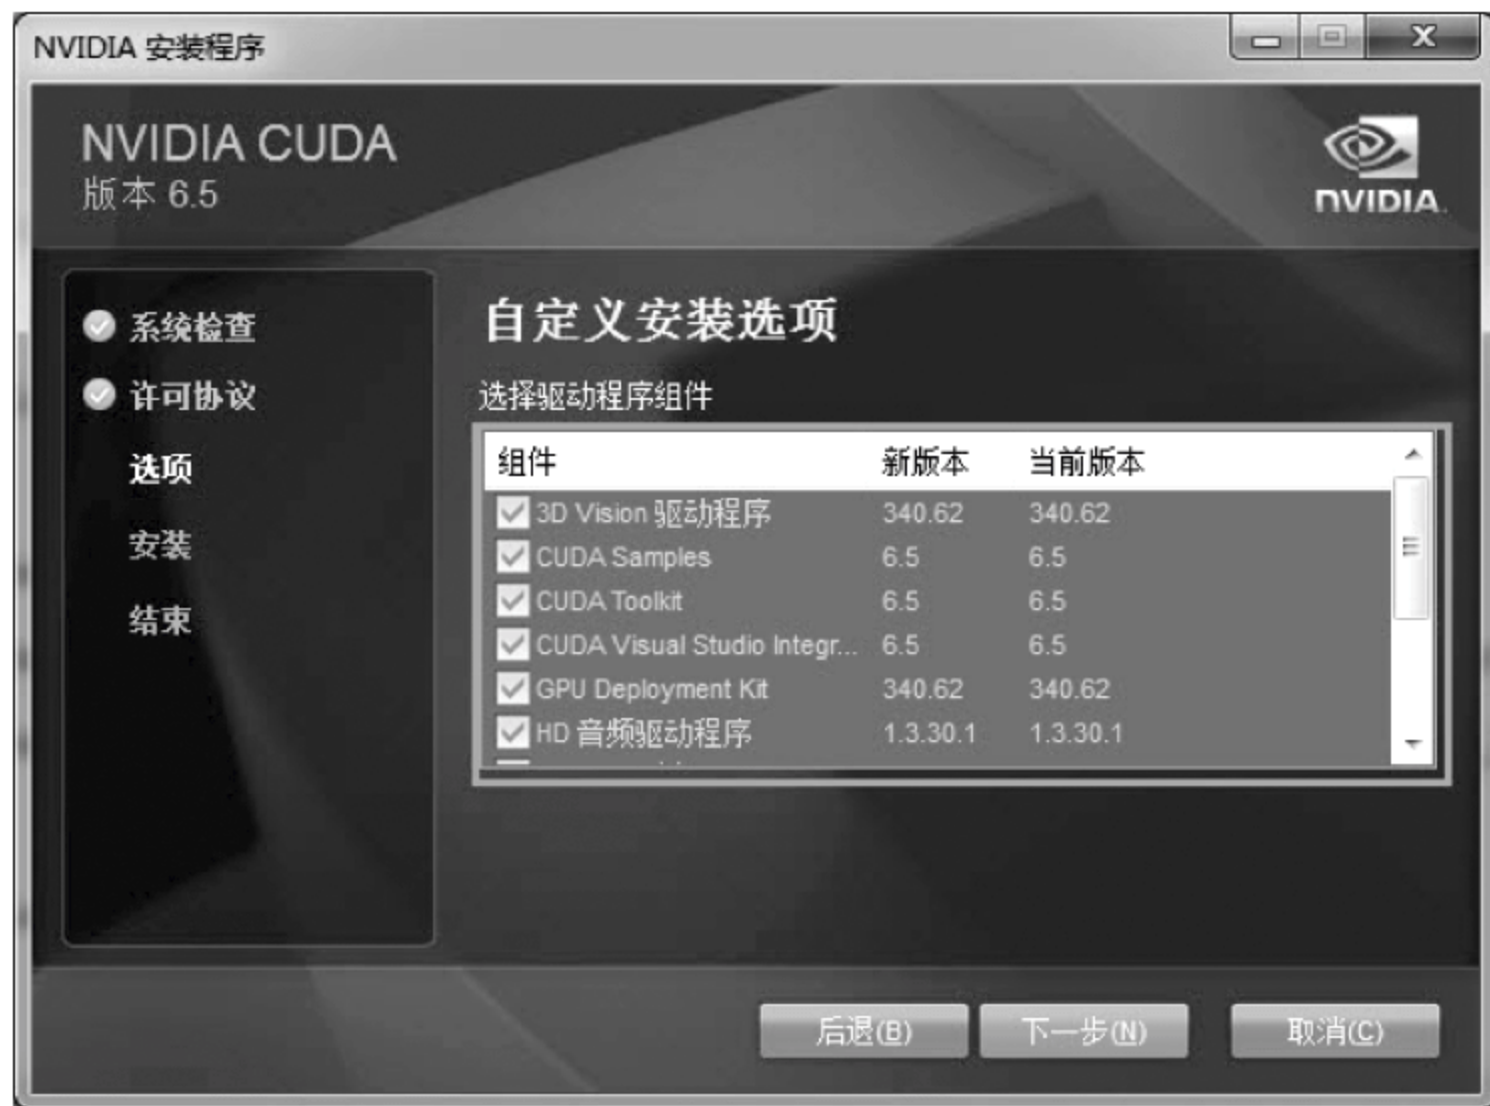 NVIDIA 安装程序
NVIDIA CUDA
版本 6.5
NVIDIA.
系统检查
许可协议
选项
安装
结束
自定义安装选项
选择驱动程序组件
组件 新版本 当前版本
3D Vision 驱动程序 340.62 340.62
CUDA Samples 6.5 6.5
CUDA Toolkit 6.5 6.5
CUDA Visual Studio Integr... 6.5 6.5
GPU Deployment Kit 340.62 340.62
HD 音频驱动程序 1.3.30.1 1.3.30.1
后退(B) 下一步(N) 取消(C)